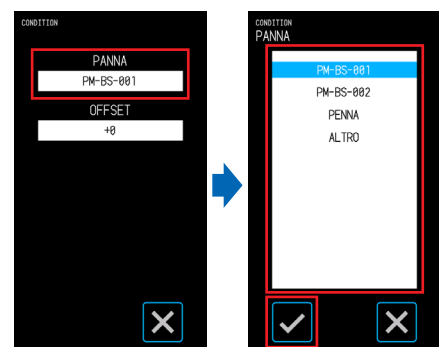 CONDITION
PANNA
PM-BS-001
OFFSET
+0
CONDITION
PANNA
PM-BS-001
PM-BS-002
PENNA
ALTRO